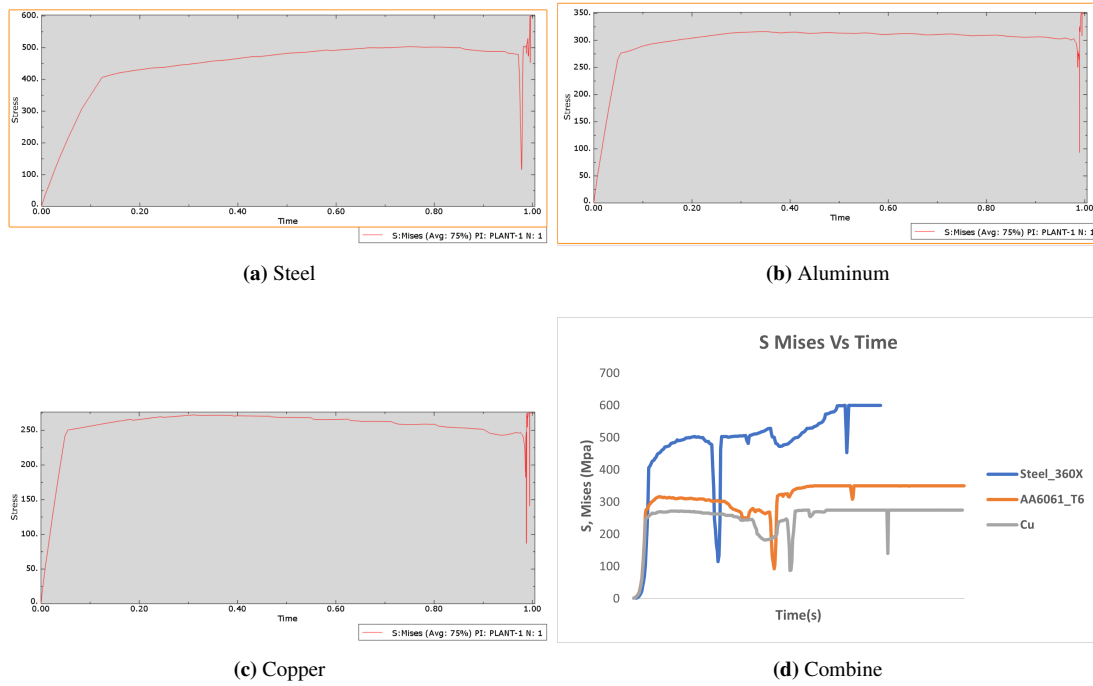 600.
500.
400.
300.
200.
100.
0.
Stress
0.00 0.20 0.40 0.60 0.80 1.00
Time
S:Mises (Avg: 75%) PI: PLANT-1 N: 1
(a) Steel
350.
300.
250.
200.
150.
100.
50.
0.
Stress
0.00 0.20 0.40 0.60 0.80 1.00
Time
S:Mises (Avg: 75%) PI: PLANT-1 N: 1
(b) Aluminum
250.
200.
150.
100.
50.
0.
Stress
0.00 0.20 0.40 0.60 0.80 1.00
Time
S:Mises (Avg: 75%) PI: PLANT-1 N: 1
(c) Copper
S Mises Vs Time
700
600
500
400
300
200
100
0
S, Mises (Mpa)
Time(s)
Steel_360X
AA6061_T6
Cu
(d) Combine